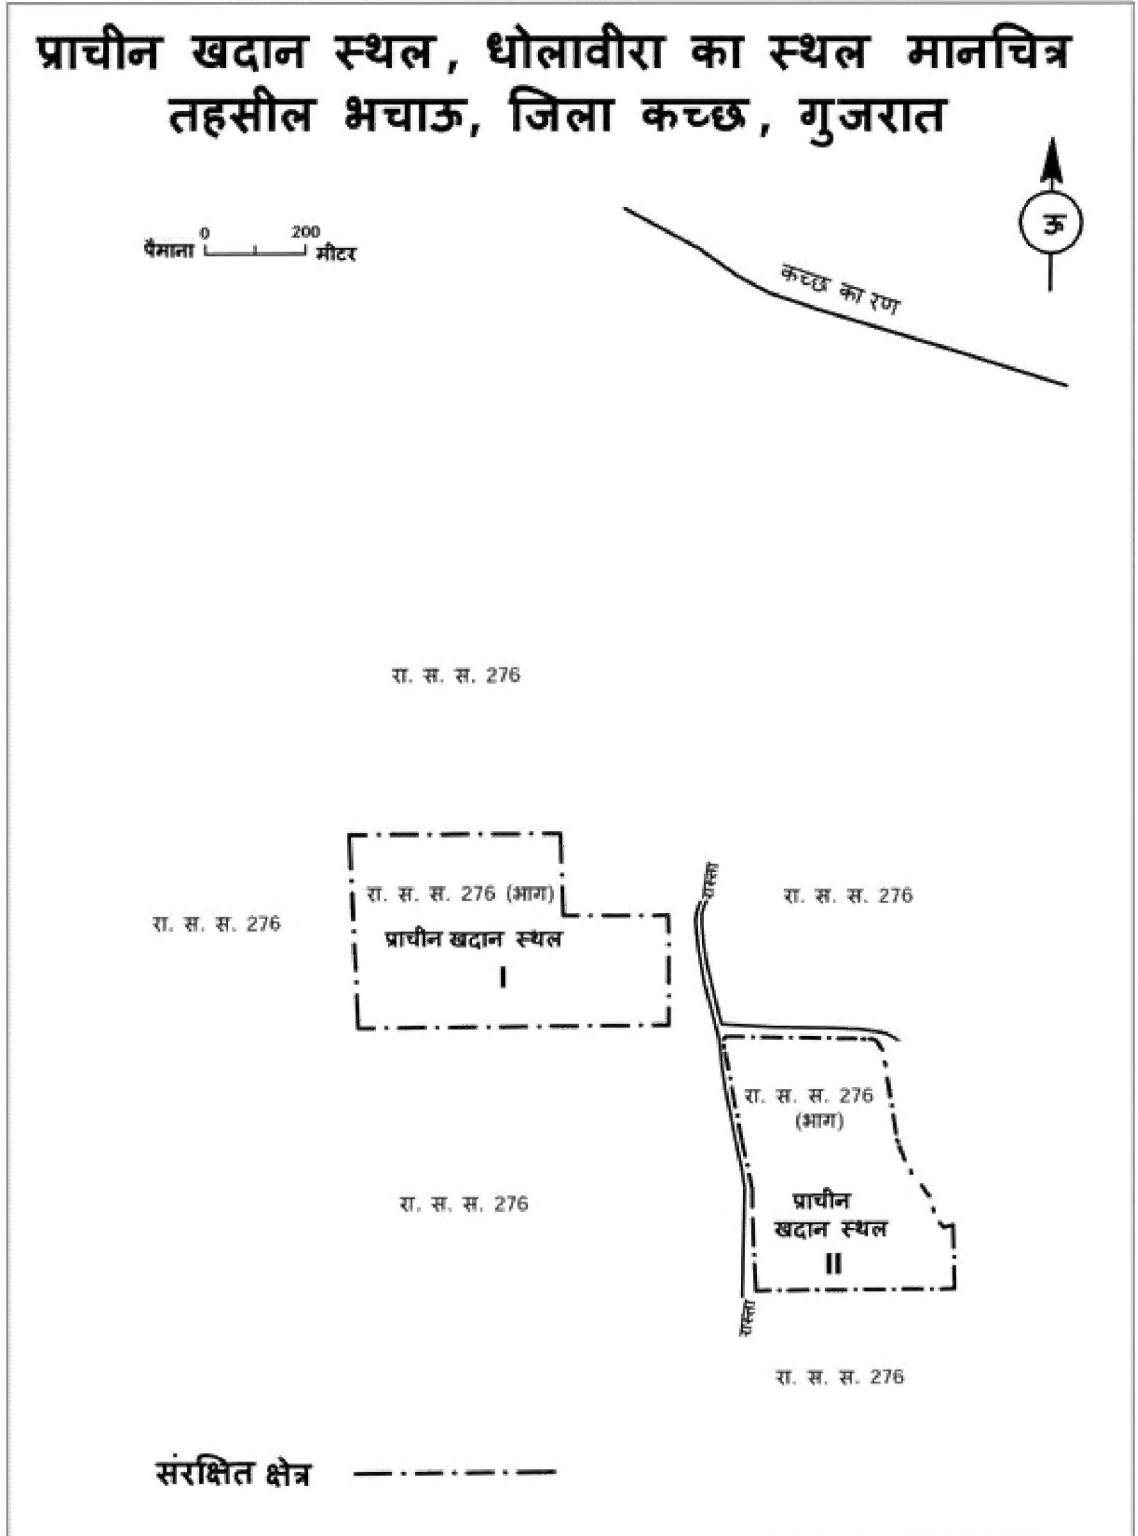 प्राचीन खदान स्थल, धोलावीरा का स्थल मानचित्र
तहसील भचाऊ, जिला कच्छ, गुजरात
ऊ
0 200
पैमाना मीटर
कच्छ का रण
रा. स. स. 276
रा. स. स. 276 (भाग)
प्राचीन खदान स्थल
I
रा. स. स. 276
रास्ता
रा. स. स. 276
रा. स. स. 276
(भाग)
प्राचीन
खदान स्थल
II
रा. स. स. 276
रास्ता
रा. स. स. 276
संरक्षित क्षेत्र